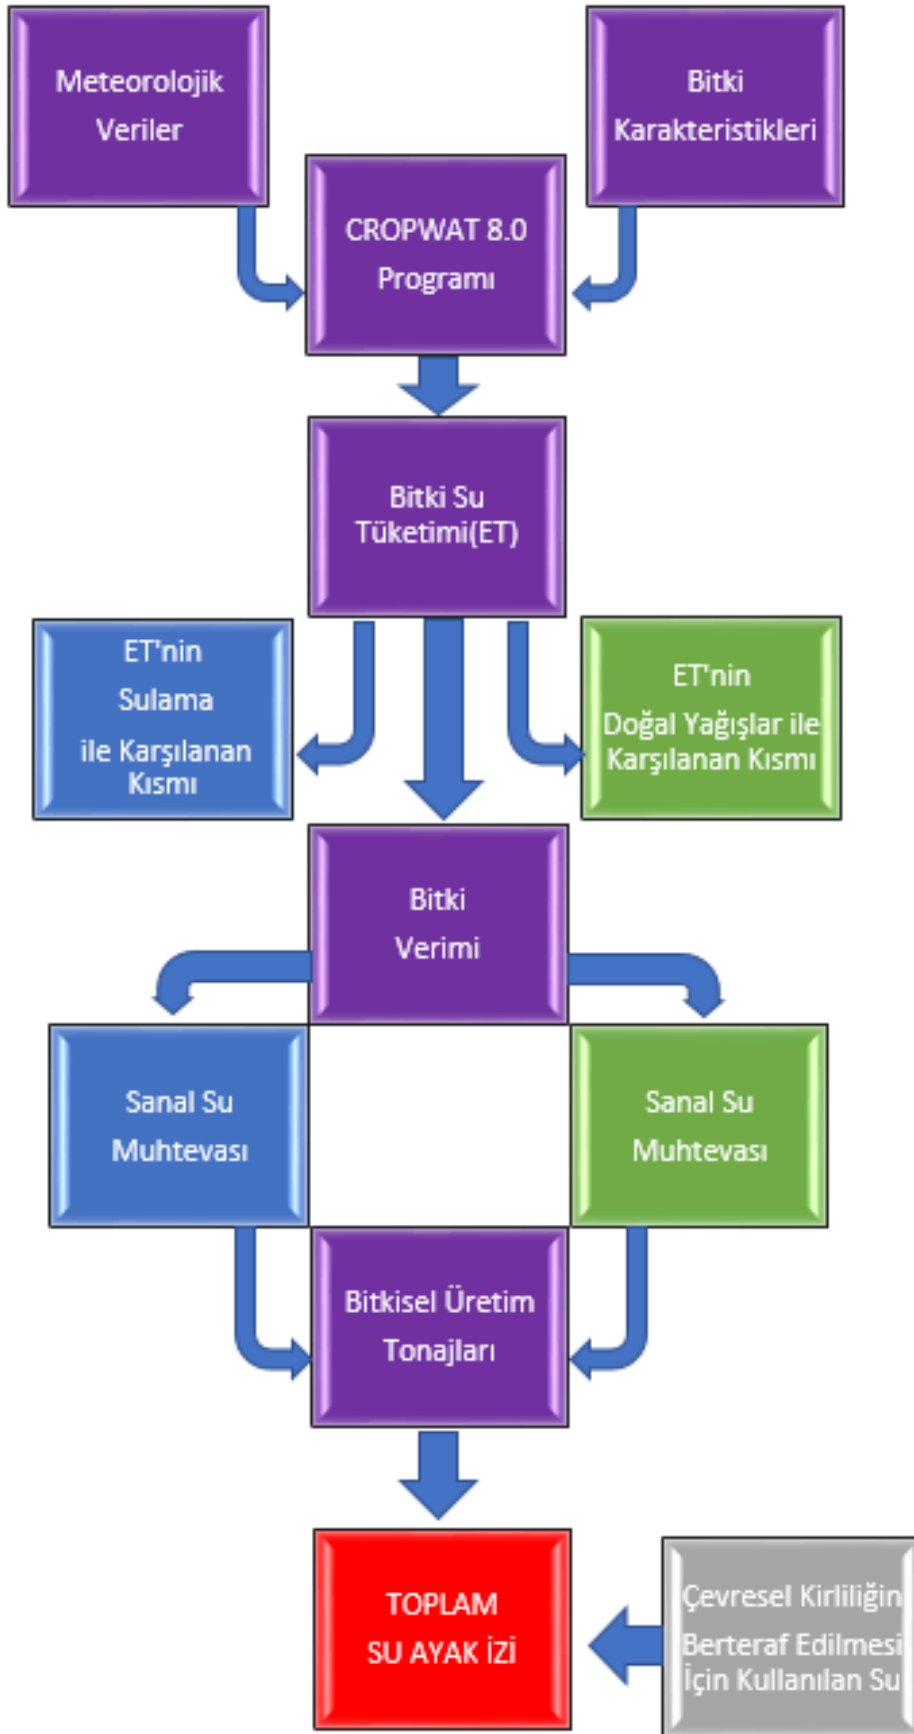 Meteorolojik
Veriler
Bitki
Karakteristikleri
CROPWAT 8.0
Programı
Bitki Su
Tüketimi(ET)
ET'nin
Sulama
ile Karşılanan
Kısmı
ET'nin
Doğal Yağışlar ile
Karşılanan Kısmı
Bitki
Verimi
Sanal Su
Muhtevası
Sanal Su
Muhtevası
Bitkisel Üretim
Tonajları
TOPLAM
SU AYAK İZİ
Çevresel Kirliliğin
Berteraf Edilmesi
İçin Kullanılan Su